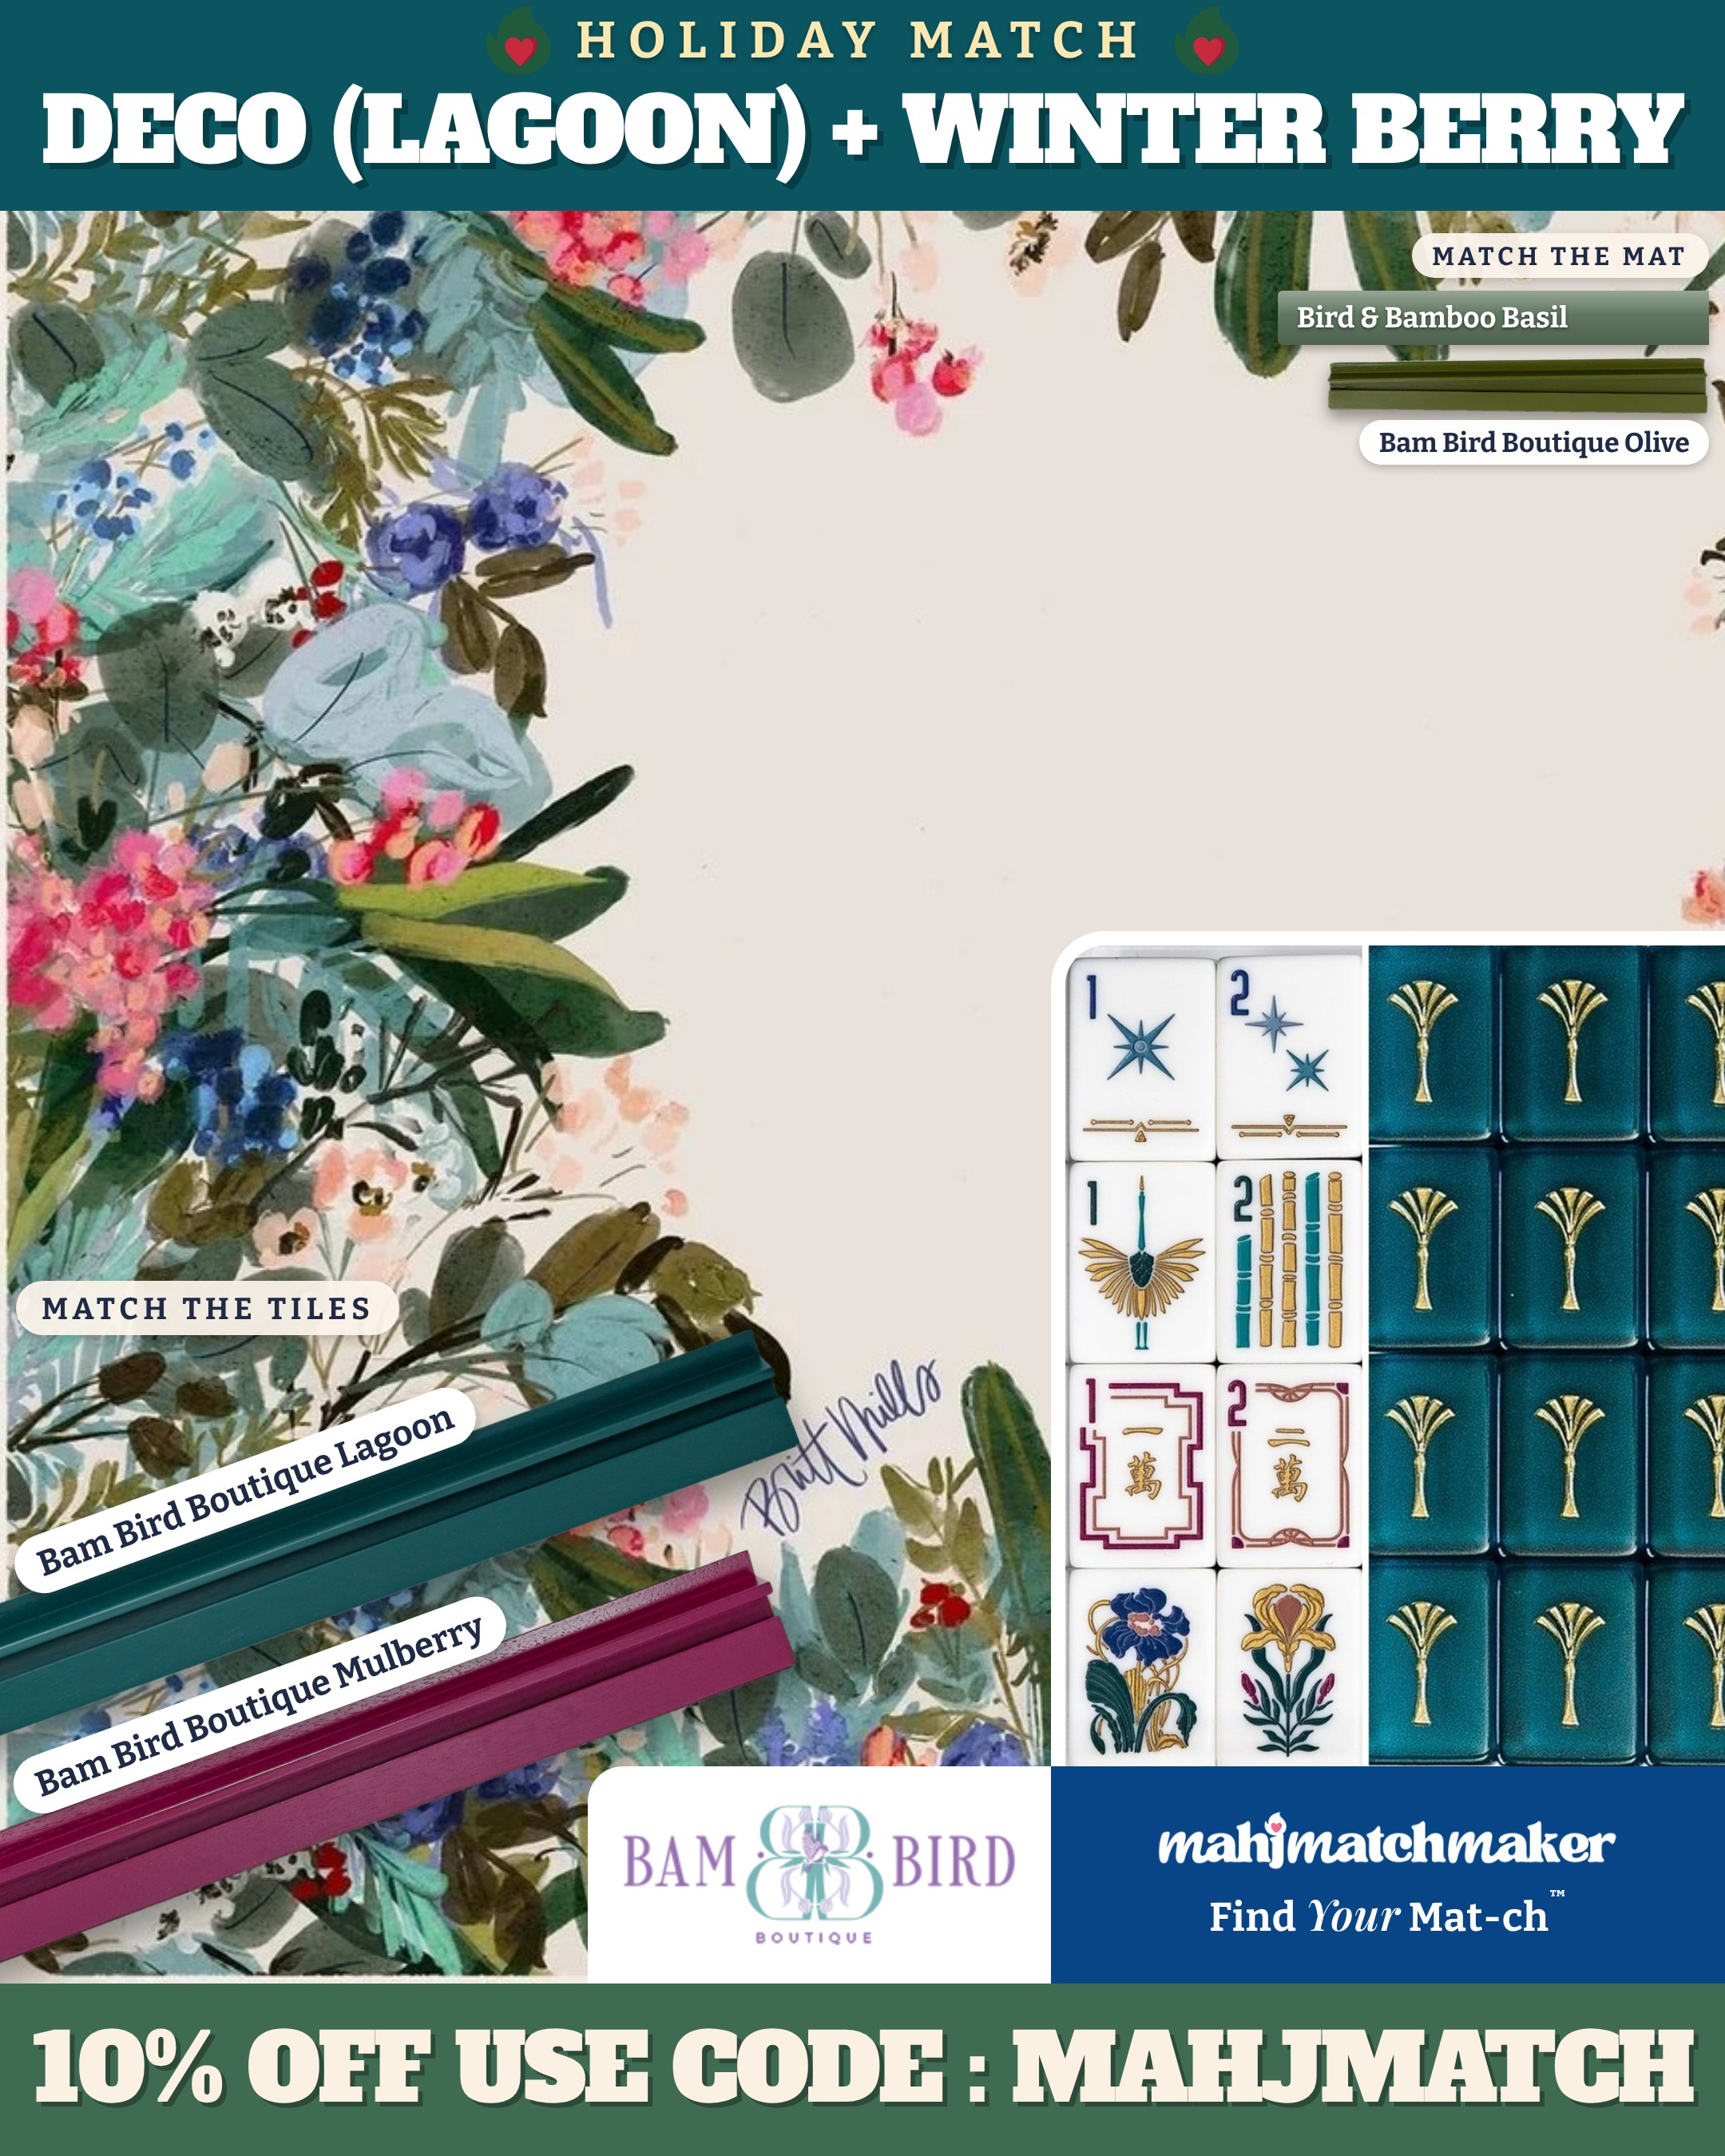 HOLIDAY MATCH
DECO (LAGOON) + WINTER BERRY
MATCH THE MAT
Bird & Bamboo Basil
Bam Bird Boutique Olive
1
2
1
2
1
一
萬
2
二
萬
MATCH THE TILES
Bam Bird Boutique Lagoon
Britt Mills
Bam Bird Boutique Mulberry
BAM BIRD
BOUTIQUE
mahjmatchmaker
Find Your Mat-ch™
10% OFF USE CODE : MAHJMATCH